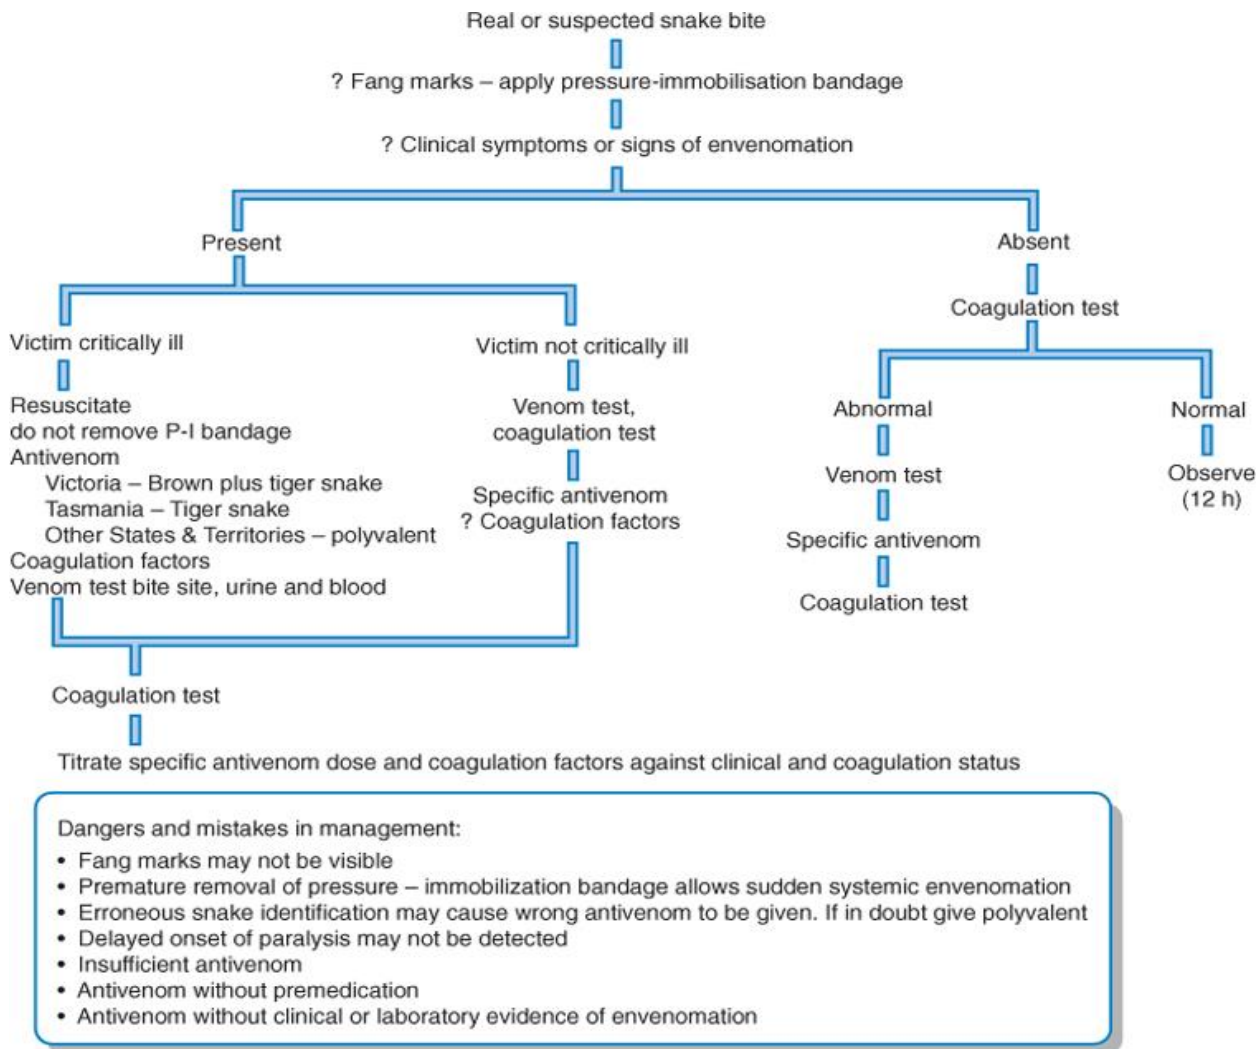 Real or suspected snake bite
? Fang marks – apply pressure-immobilisation bandage
? Clinical symptoms or signs of envenomation
Present
Absent
Victim critically ill
Resuscitate
do not remove P-I bandage
Antivenom
Victoria – Brown plus tiger snake
Tasmania – Tiger snake
Other States & Territories – polyvalent
Coagulation factors
Venom test bite site, urine and blood
Victim not critically ill
Venom test,
coagulation test
Specific antivenom
? Coagulation factors
Coagulation test
Abnormal
Venom test
Specific antivenom
Coagulation test
Normal
Observe
(12 h)
Coagulation test
Titrate specific antivenom dose and coagulation factors against clinical and coagulation status
Dangers and mistakes in management:
• Fang marks may not be visible
• Premature removal of pressure – immobilization bandage allows sudden systemic envenomation
• Erroneous snake identification may cause wrong antivenom to be given. If in doubt give polyvalent
• Delayed onset of paralysis may not be detected
• Insufficient antivenom
• Antivenom without premedication
• Antivenom without clinical or laboratory evidence of envenomation